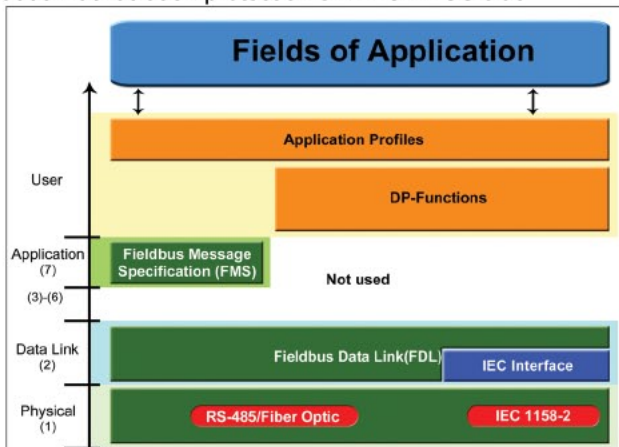 Fields of Application
Application Profiles
User
DP-Functions
Application
(7)
Fieldbus Message
Specification (FMS)
(3)-(6)
Not used
Data Link
(2)
Fieldbus Data Link(FDL)
IEC Interface
Physical
(1)
RS-485/Fiber Optic
IEC 1158-2